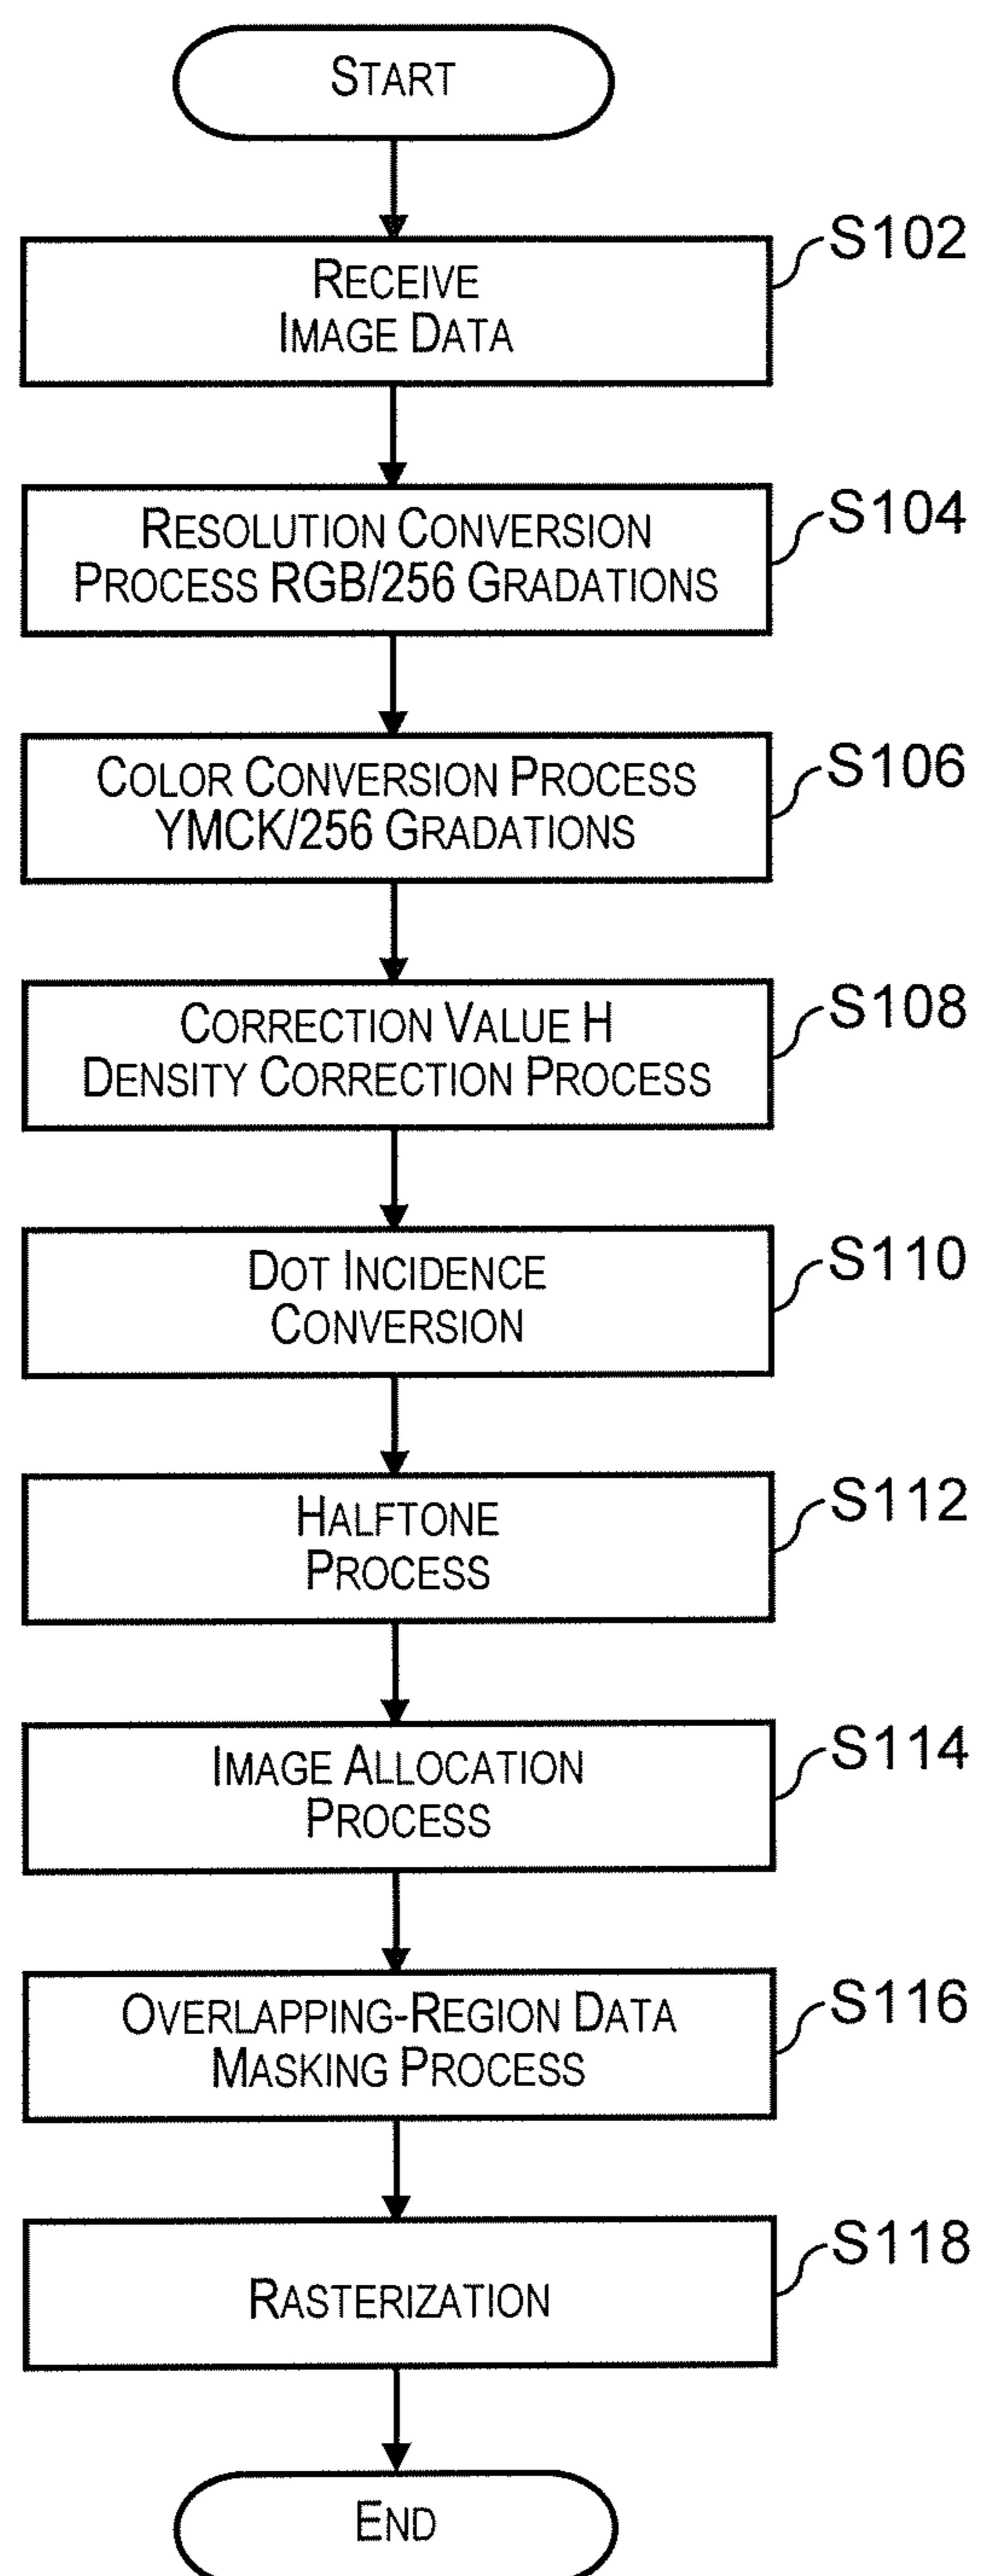 START
S102
RECEIVE
IMAGE DATA
S104
RESOLUTION CONVERSION
PROCESS RGB/256 GRADATIONS
S106
COLOR CONVERSION PROCESS
YMCK/256 GRADATIONS
S108
CORRECTION VALUE H
DENSITY CORRECTION PROCESS
S110
DOT INCIDENCE
CONVERSION
S112
HALFTONE
PROCESS
S114
IMAGE ALLOCATION
PROCESS
S116
OVERLAPPING-REGION DATA
MASKING PROCESS
S118
RASTERIZATION
END